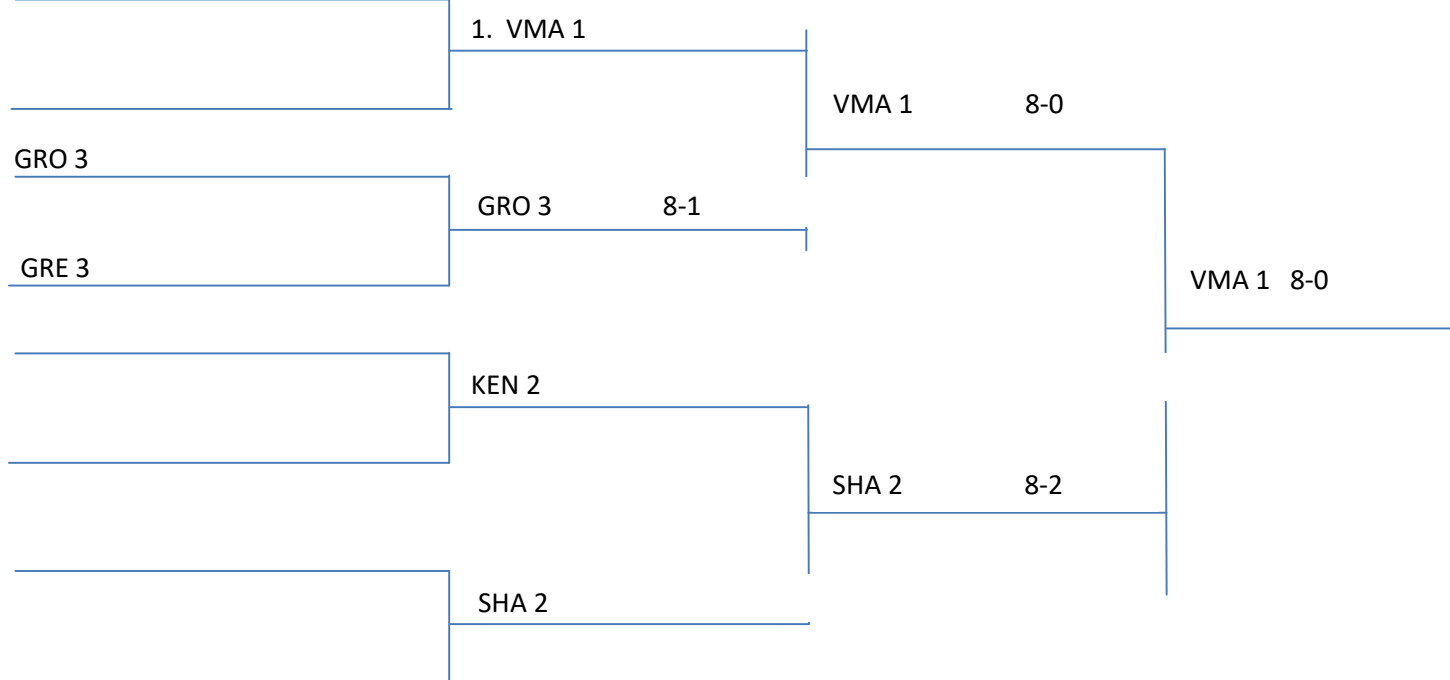 1. VMA 1
VMA 1 8-0
GRO 3
GRO 3 8-1
GRE 3
VMA 1 8-0
KEN 2
SHA 2 8-2
SHA 2